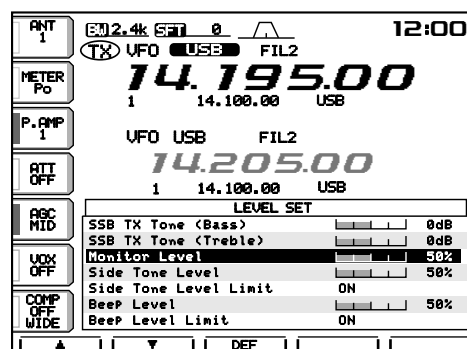 ANT
1
BW 2.4k SFT 0
12:00
TX VFO USB FIL2
METER
Po
14.195.00
1 14.100.00 USB
P.AMP
1
VFO USB FIL2
ATT
OFF
14.205.00
1 14.100.00 USB
AGC
MID
LEVEL SET
SSB TX Tone (Bass) 0dB
SSB TX Tone (Treble) 0dB
VOX
OFF
Monitor Level 50%
Side Tone Level 50%
Side Tone Level Limit ON
COMP
OFF
WIDE
Beep Level 50%
Beep Level Limit ON
DEF